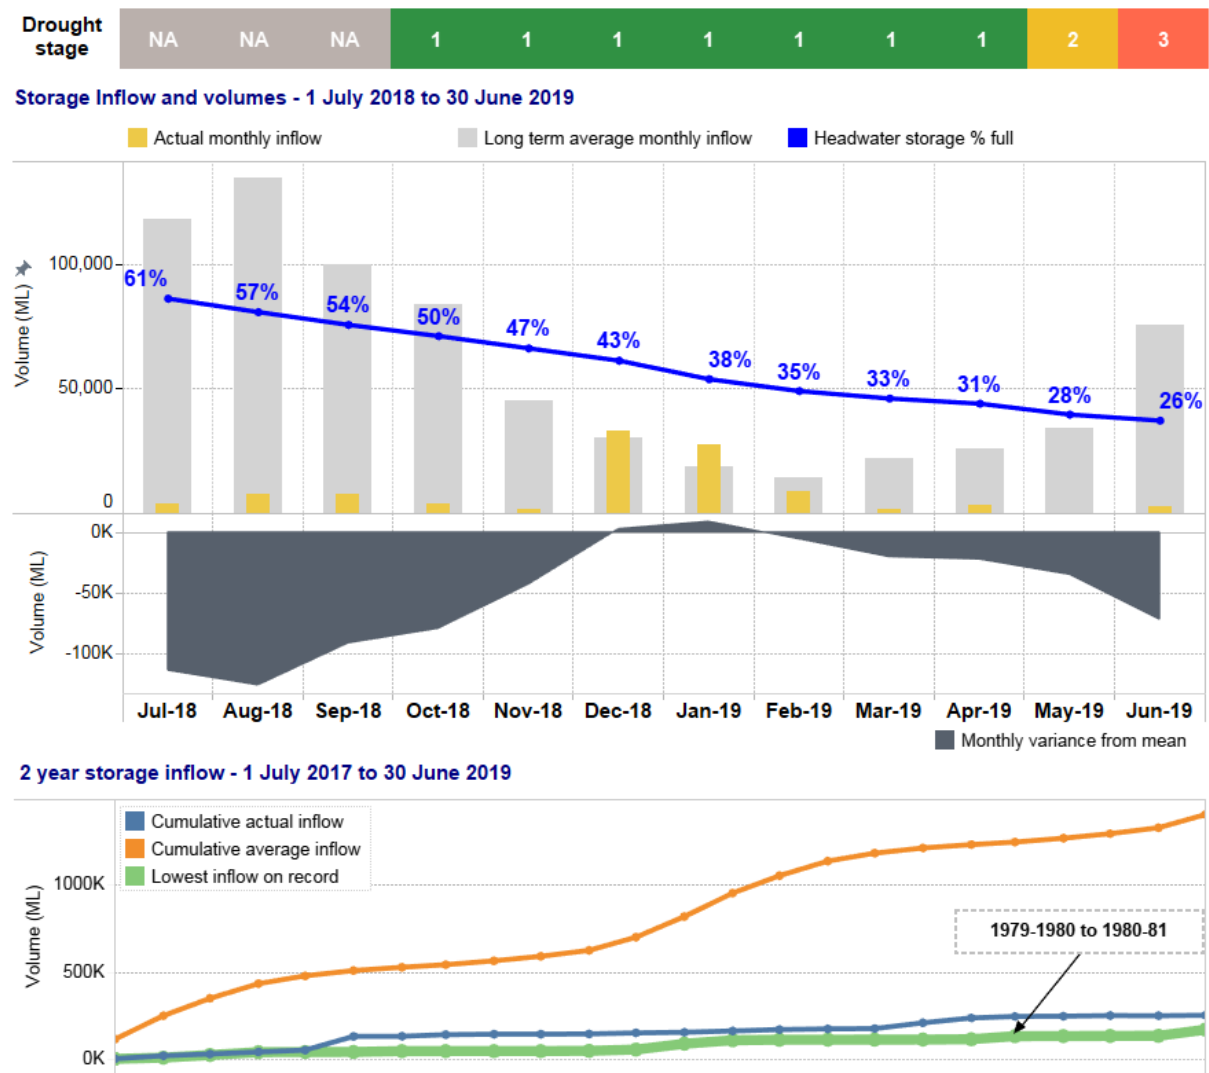 Drought
stage
NA NA NA 1 1 1 1 1 1 1 2 3
Storage Inflow and volumes - 1 July 2018 to 30 June 2019
Actual monthly inflow Long term average monthly inflow Headwater storage % full
Volume (ML)
100,000
50,000
0
61% 57% 54% 50% 47% 43% 38% 35% 33% 31% 28% 26%
Volume (ML)
0K
-50K
-100K
Jul-18 Aug-18 Sep-18 Oct-18 Nov-18 Dec-18 Jan-19 Feb-19 Mar-19 Apr-19 May-19 Jun-19
Monthly variance from mean
2 year storage inflow - 1 July 2017 to 30 June 2019
Cumulative actual inflow
Cumulative average inflow
Lowest inflow on record
Volume (ML)
1000K
500K
0K
1979-1980 to 1980-81